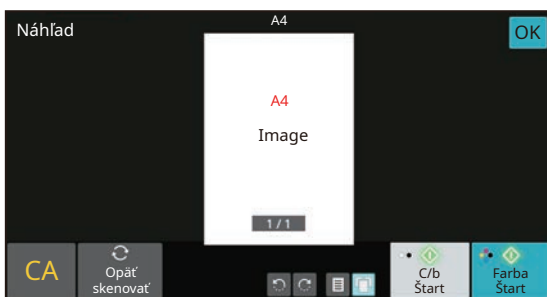 Náhľad
A4
OK
A4
Image
1 / 1
CA
Opäť
skenovať
C/b
Štart
Farba
Štart